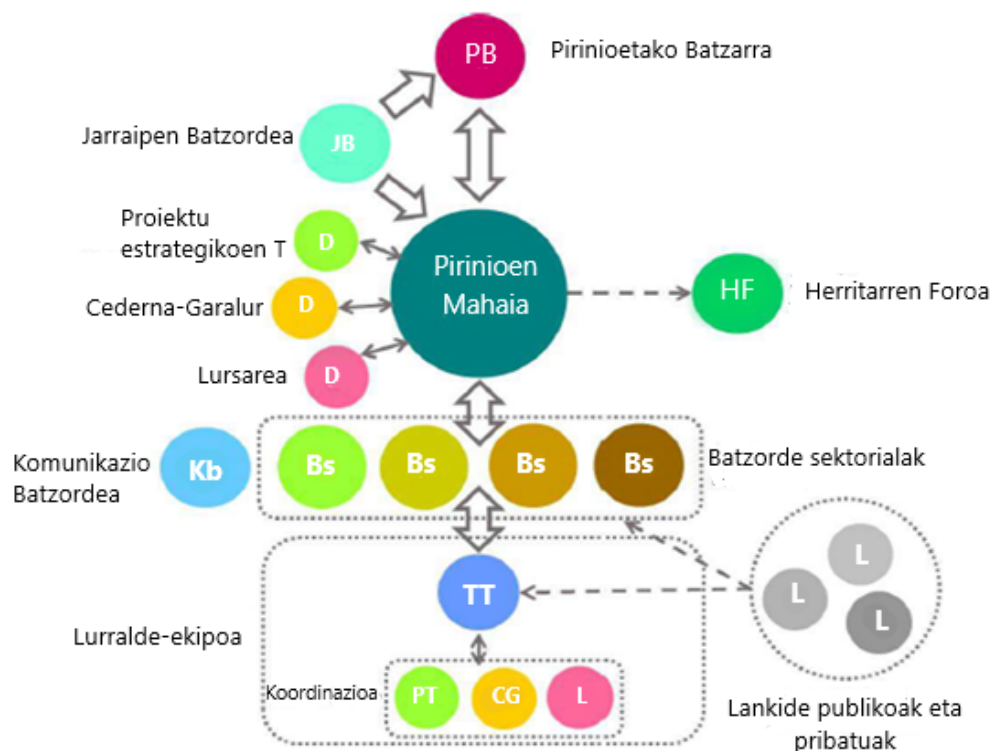 PB
Pirinioetako Batzarra
Jarraipen Batzordea
JB
Proiektu
estrategikoen T
D
Pirinioen
Mahaia
HF
Herritarren Foroa
Cederna-Garalur
D
Lursarea
D
Komunikazio
Batzordea
Kb
Bs
Bs
Bs
Bs
Batzorde sektorialak
TT
L
L
L
Lurralde-ekipoa
Koordinazioa
PT
CG
L
Lankide publikoak eta
pribatuak